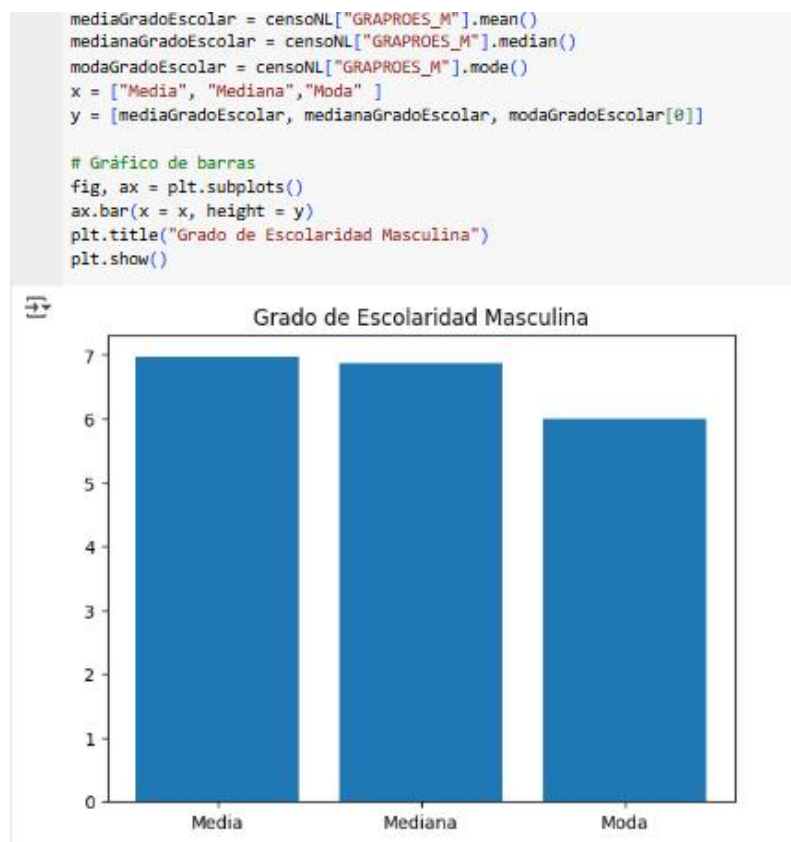 mediaGradoEscolar = censoNL["GRAPROES_M"].mean()
medianaGradoEscolar = censoNL["GRAPROES_M"].median()
modaGradoEscolar = censoNL["GRAPROES_M"].mode()
x = ["Media", "Mediana","Moda" ]
y = [mediaGradoEscolar, medianaGradoEscolar, modaGradoEscolar[0]]
# Gráfico de barras
fig, ax = plt.subplots()
ax.bar(x = x, height = y)
plt.title("Grado de Escolaridad Masculina")
plt.show()
Grado de Escolaridad Masculina
7
6
5
4
3
2
1
0
Media Mediana Moda